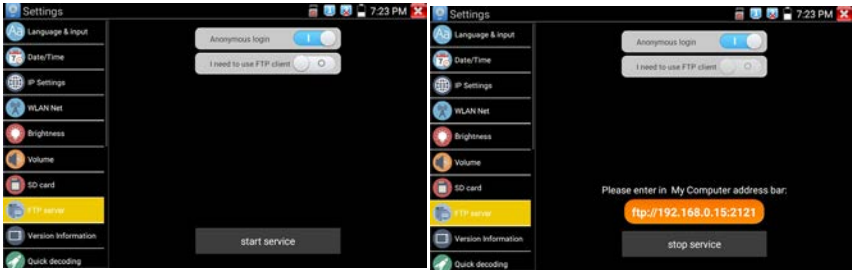 Settings
7:23 PM
Language & input
Date/Time
IP Settings
WLAN Net
Brightness
Volume
SD card
FTP server
Version Information
Quick decoding
Anonymous login
I need to use FTP client
start service
Settings
7:23 PM
Language & input
Date/Time
IP Settings
WLAN Net
Brightness
Volume
SD card
FTP server
Version Information
Quick decoding
Anonymous login
I need to use FTP client
Please enter in My Computer address bar:
ftp://192.168.0.15:2121
stop service